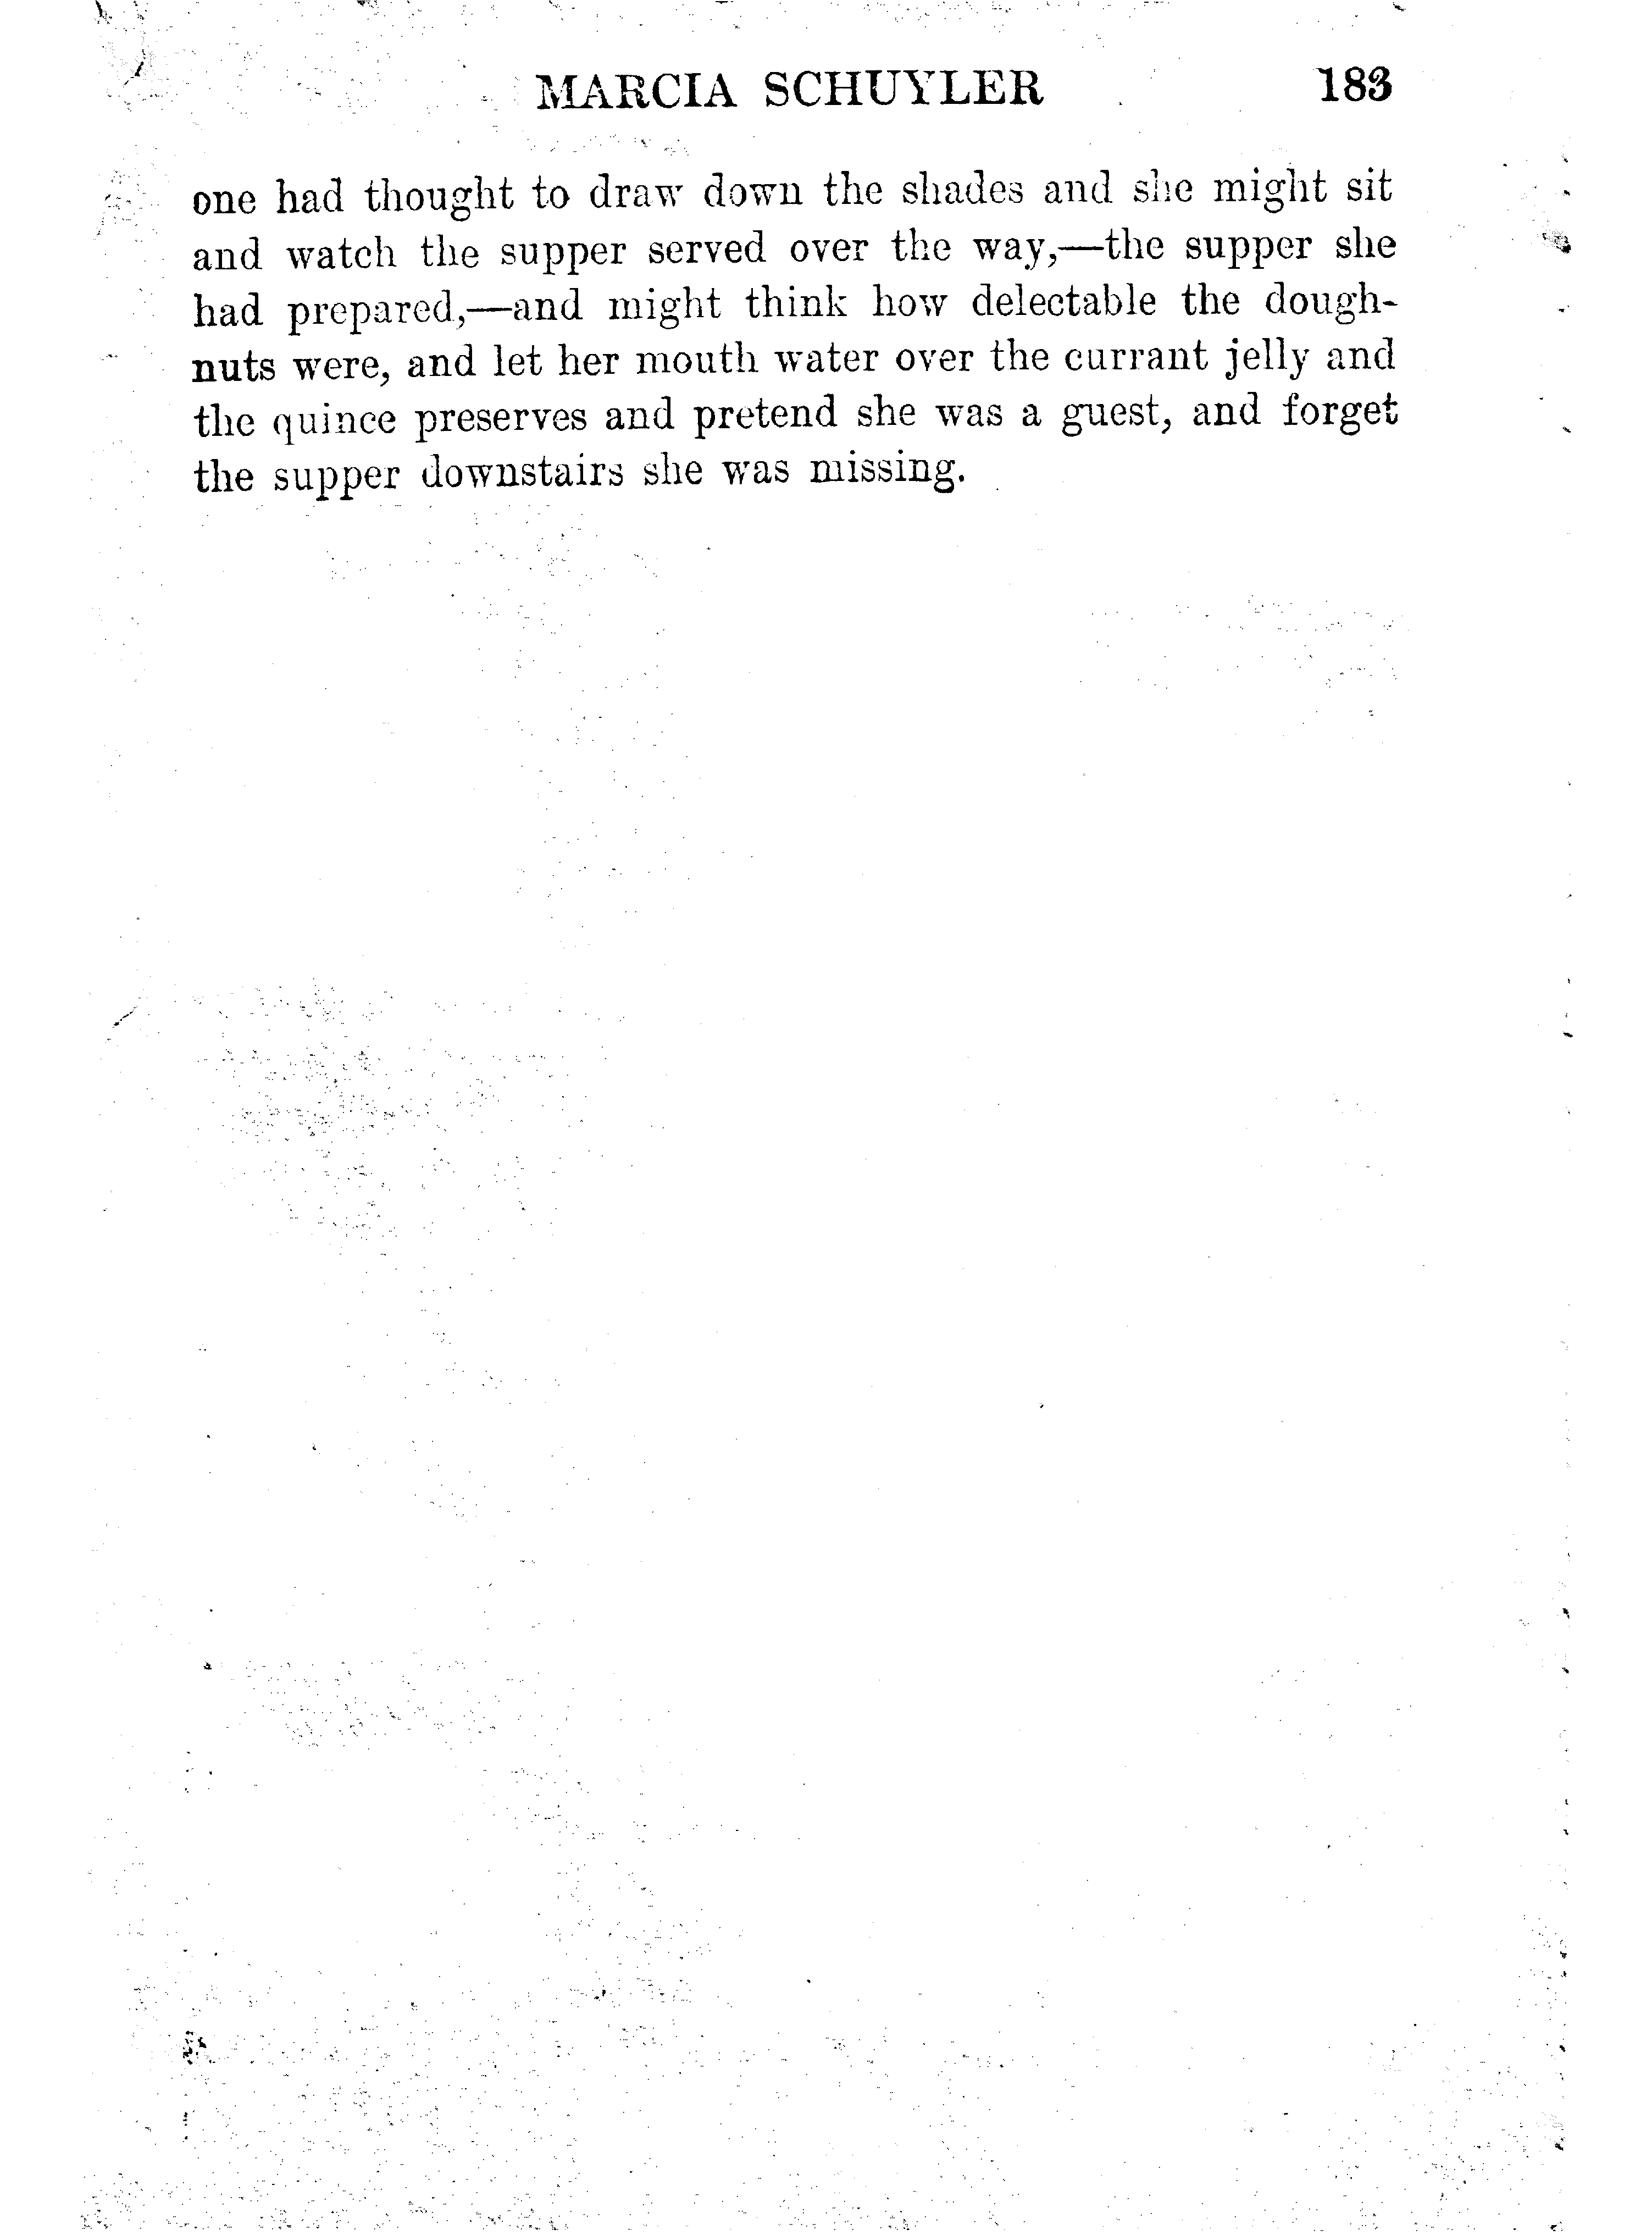 MARCIA SCHUYLER 183
one had thought to draw down the shades and she might sit
and watch the supper served over the way,—the supper she
had prepared,—and might think how delectable the dough-
nuts were, and let her mouth water over the currant jelly and
the quince preserves and pretend she was a guest, and forget
the supper downstairs she was missing.